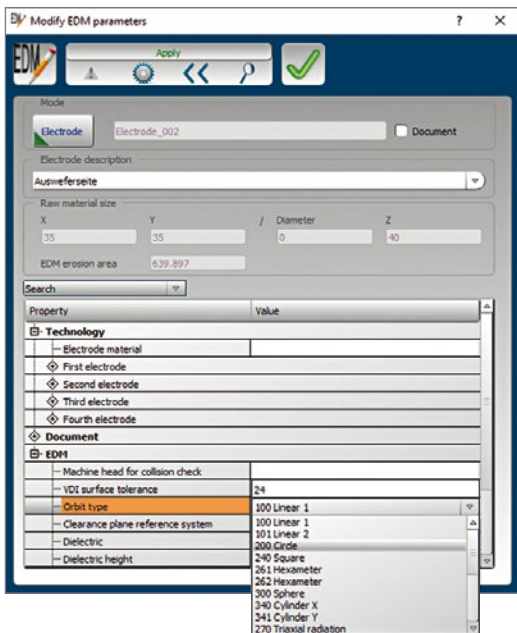 Modify EDM parameters ? ×
EDM
Apply
Mode
Electrode Electrode_002 Document
Electrode description
Ausweferseite
Raw material size
X Y / Diameter Z
35 35 0 40
EDM erosion area 639.897
Search
Property Value
Technology
Electrode material
First electrode
Second electrode
Third electrode
Fourth electrode
Document
EDM
Machine head for collision check
VDI surface tolerance 24
Orbit type 100 Linear 1
Clearance plane reference system 100 Linear 1
101 Linear 2
Dielectric 200 Circle
240 Square
Dielectric height 261 Hexameter
262 Hexameter
300 Sphere
340 Cylinder X
341 Cylinder Y
270 Triaxial radiation